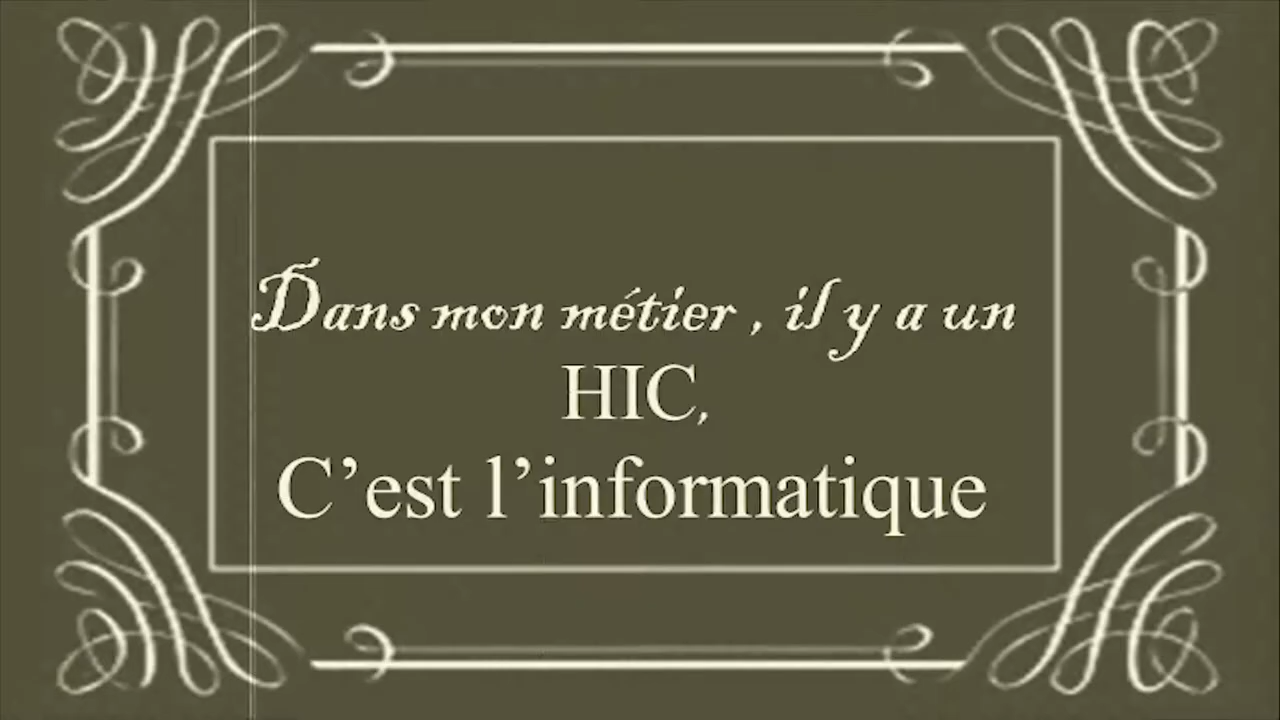 Dans mon métier , il y a un
HIC,
C’est l’informatique